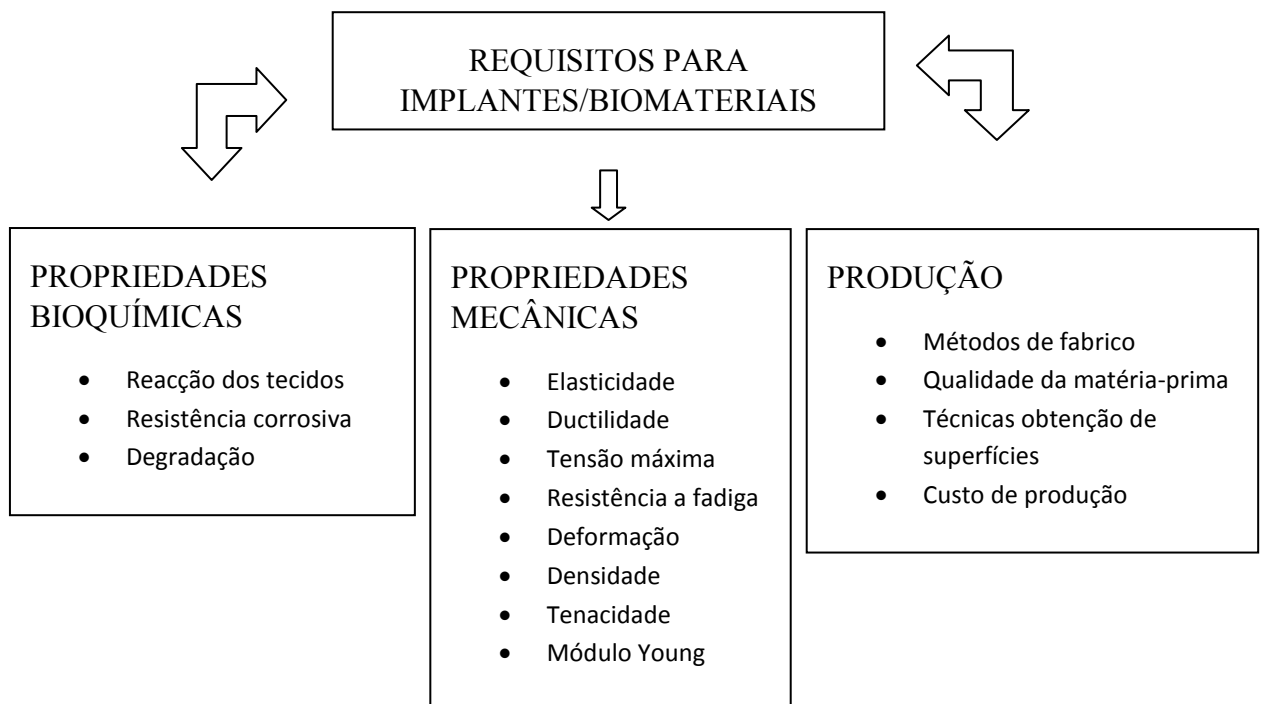 REQUISITOS PARA
IMPLANTES/BIOMATERIAIS
PROPRIEDADES
BIOQUÍMICAS
• Reacção dos tecidos
• Resistência corrosiva
• Degradação
PROPRIEDADES
MECÂNICAS
• Elasticidade
• Ductilidade
• Tensão máxima
• Resistência a fadiga
• Deformação
• Densidade
• Tenacidade
• Módulo Young
PRODUÇÃO
• Métodos de fabrico
• Qualidade da matéria-prima
• Técnicas obtenção de
superfícies
• Custo de produção